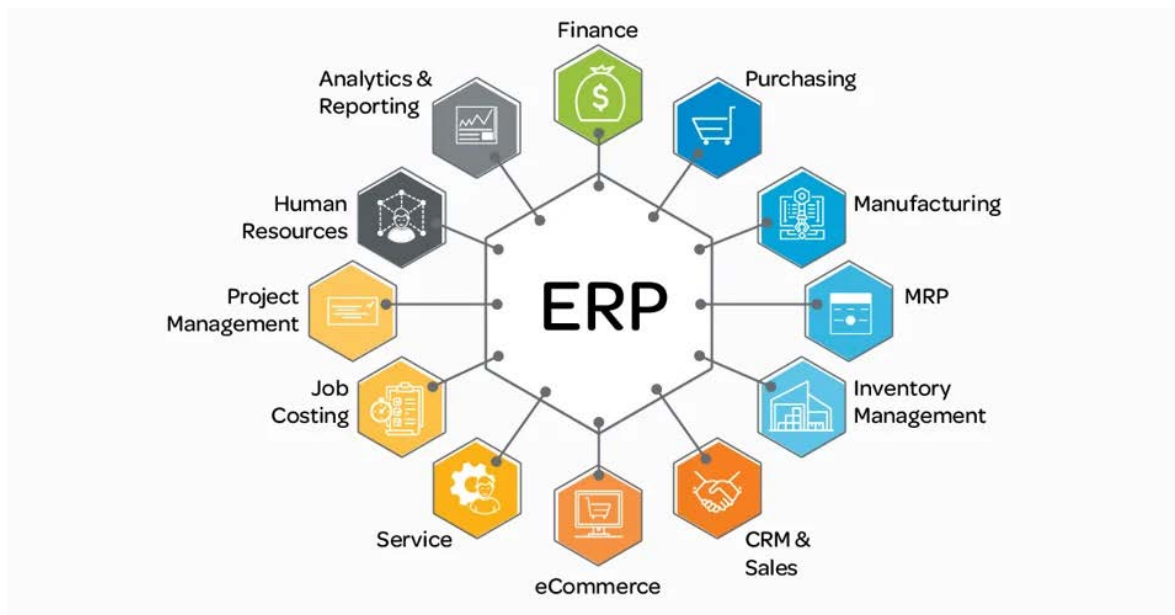 Finance
Purchasing
Manufacturing
MRP
Inventory
Management
CRM &
Sales
eCommerce
Service
Job
Costing
Project
Management
Human
Resources
Analytics &
Reporting
ERP
$